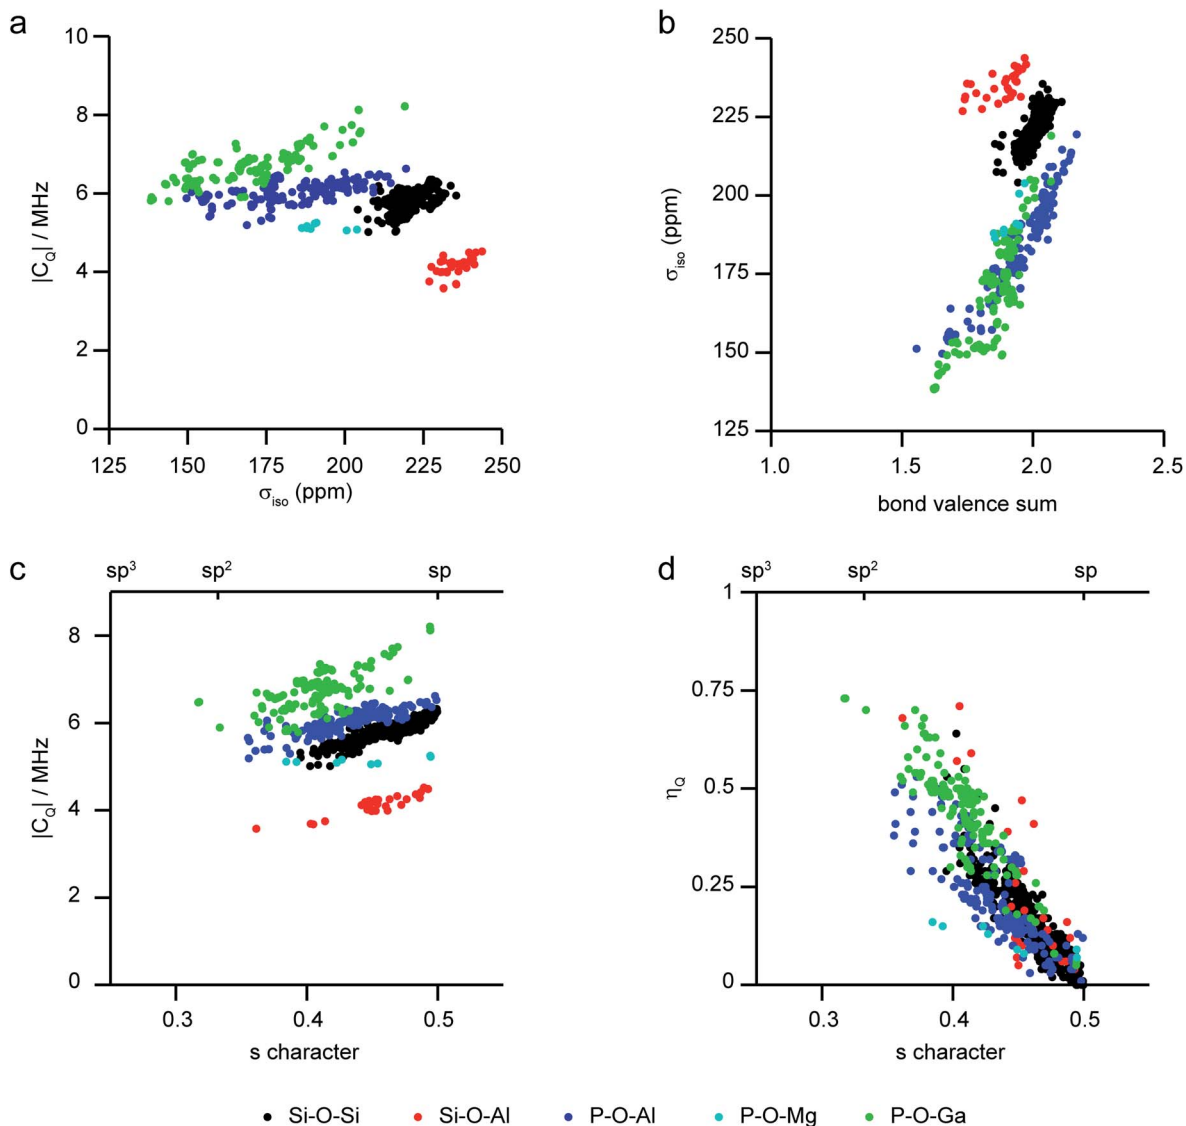 a
10
8
6
4
2
0
|C_Q| / MHz
125 150 175 200 225 250
σ_iso (ppm)
b
250
225
200
175
150
125
σ_iso (ppm)
1.0 1.5 2.0 2.5
bond valence sum
c
sp³ sp² sp
8
6
4
2
0
|C_Q| / MHz
0.3 0.4 0.5
s character
d
sp³ sp² sp
1
0.75
0.5
0.25
0
η_Q
0.3 0.4 0.5
s character
Si-O-Si Si-O-Al P-O-Al P-O-Mg P-O-Ga